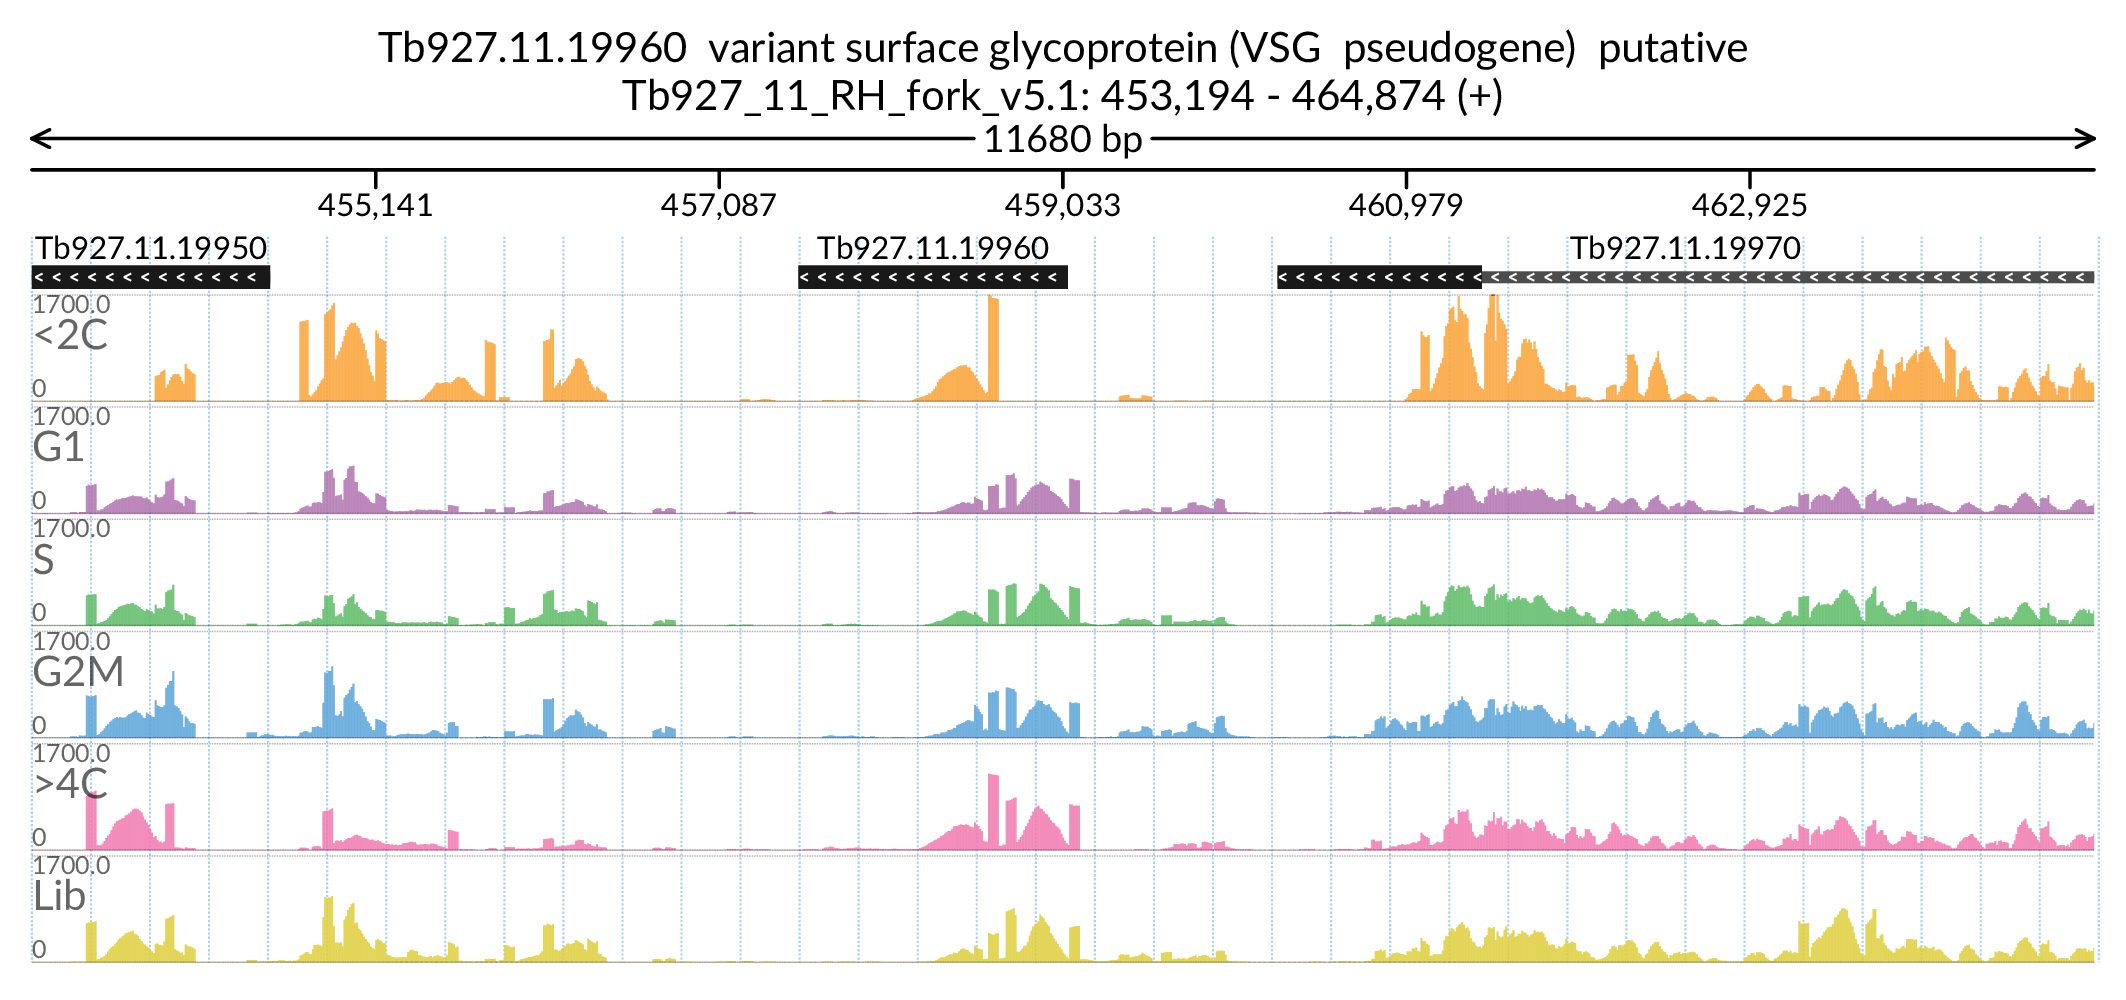 Tb927.11.19960 variant surface glycoprotein (VSG pseudogene) putative
Tb927_11_RH_fork_v5.1: 453,194 - 464,874 (+)
11680 bp
455,141 457,087 459,033 460,979 462,925
Tb927.11.19950 Tb927.11.19960 Tb927.11.19970
1700.0
<2C
0
1700.0
G1
0
1700.0
S
0
1700.0
G2M
0
1700.0
>4C
0
1700.0
Lib
0